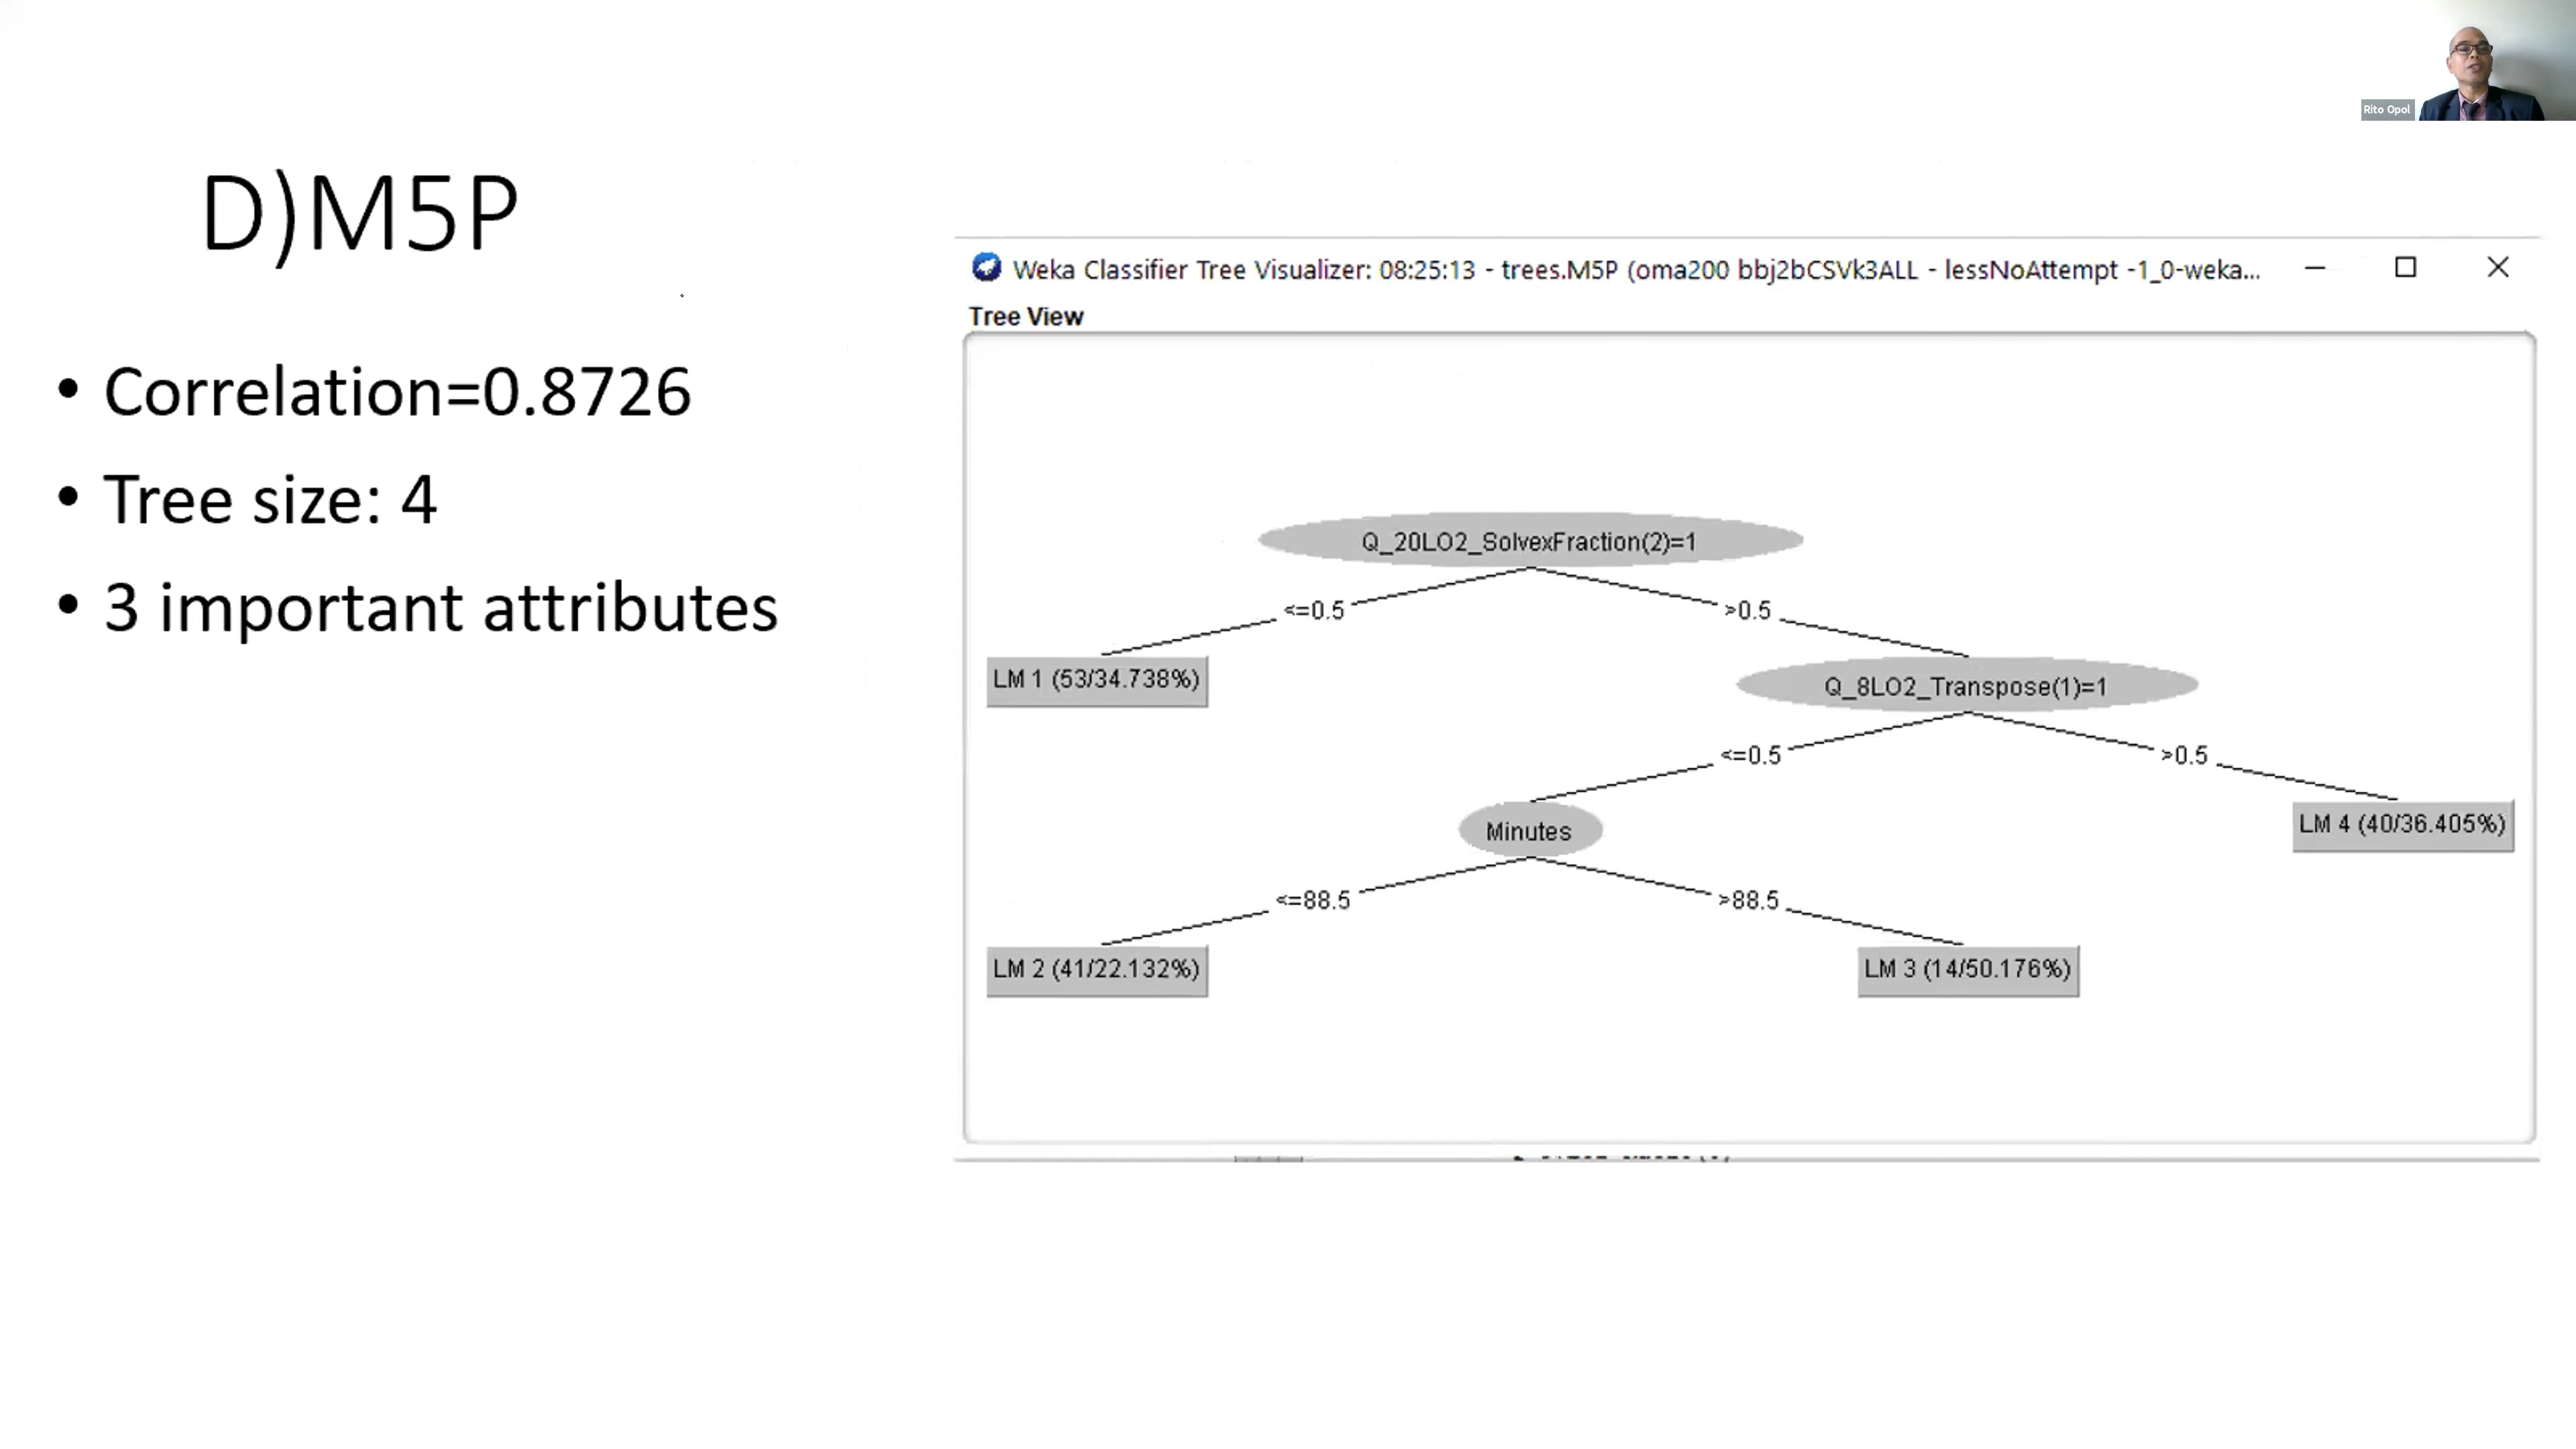 Rito Opol
D)M5P
• Correlation=0.8726
• Tree size: 4
• 3 important attributes
Weka Classifier Tree Visualizer: 08:25:13 - trees.M5P (oma200 bbj2bCSVk3ALL - lessNoAttempt -1_0-weka...
Tree View
Q_20LO2_SolvexFraction(2)=1
<=0.5
>0.5
LM 1 (53/34.738%)
Q_8LO2_Transpose(1)=1
<=0.5
>0.5
Minutes
LM 4 (40/36.405%)
<=88.5
>88.5
LM 2 (41/22.132%)
LM 3 (14/50.176%)